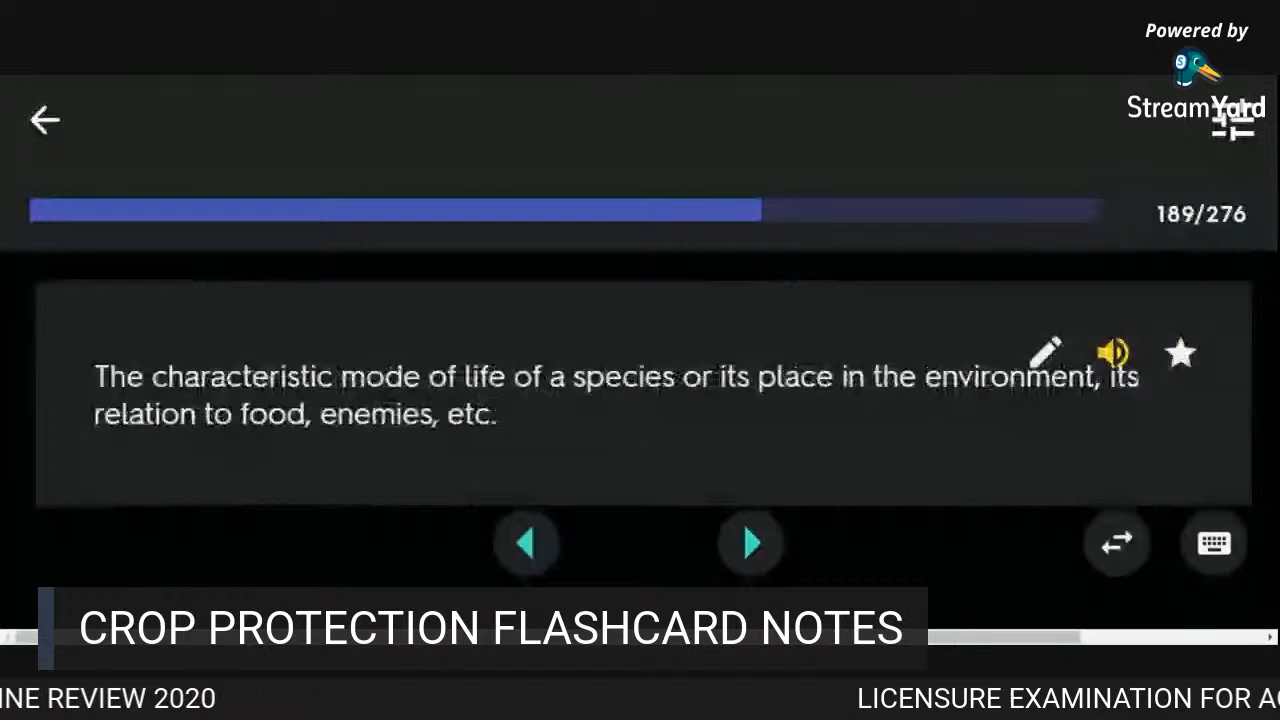 Powered by
StreamYard
189/276
The characteristic mode of life of a species or its place in the environment, its
relation to food, enemies, etc.
CROP PROTECTION FLASHCARD NOTES
INE REVIEW 2020
LICENSURE EXAMINATION FOR A